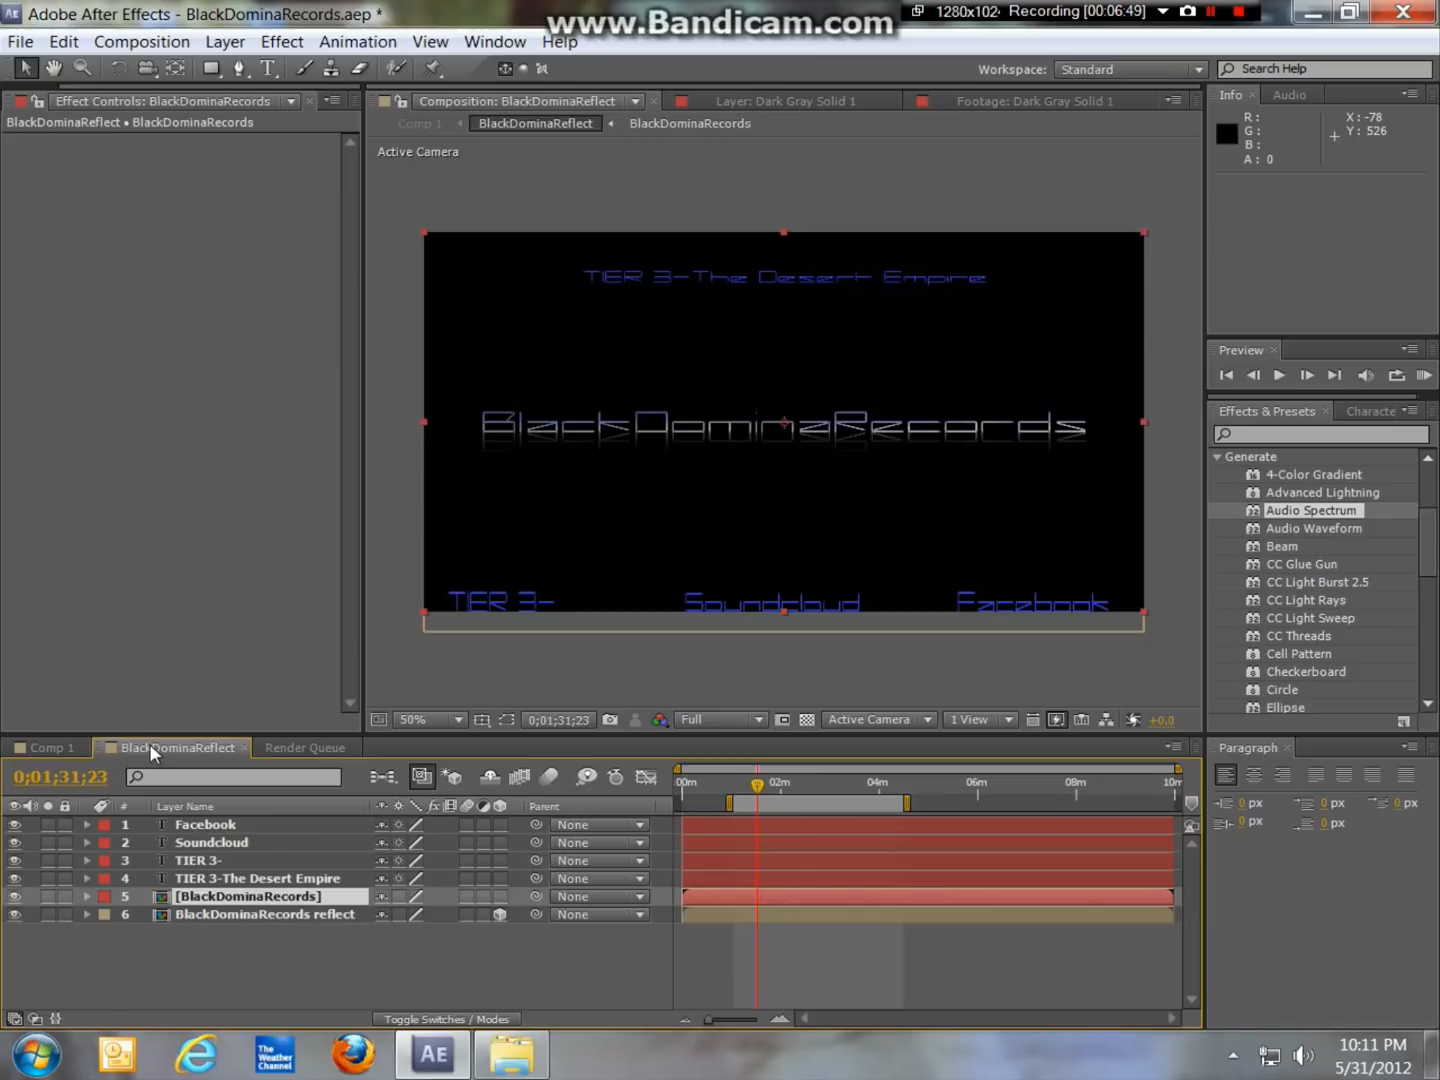 Adobe After Effects - BlackDominaRecords.aep *
www.Bandicam.com
1280x1024 Recording [00:06:49]
File Edit Composition Layer Effect Animation View Window Help
Workspace: Standard
Search Help
Effect Controls: BlackDominaRecords
BlackDominaReflect • BlackDominaRecords
Composition: BlackDominaReflect
Layer: Dark Gray Solid 1
Footage: Dark Gray Solid 1
Comp 1 BlackDominaReflect BlackDominaRecords
Active Camera
Info Audio
R:
G:
B:
A: 0
X: -78
Y: 526
TIER 3-The Desert Empire
BlackDominaRecords
TIER 3- Soundcloud Facebook
Preview
Effects & Presets Characte
Generate
4-Color Gradient
Advanced Lightning
Audio Spectrum
Audio Waveform
Beam
CC Glue Gun
CC Light Burst 2.5
CC Light Rays
CC Light Sweep
CC Threads
Cell Pattern
Checkerboard
Circle
Ellipse
50% 0;01;31;23 Full Active Camera 1 View +0.0
Comp 1 BlackDominaReflect Render Queue
0;01;31;23
# Layer Name fx Parent
00m 02m 04m 06m 08m 10m
1 T Facebook None
2 T Soundcloud None
3 T TIER 3- None
4 T TIER 3-The Desert Empire None
5 [BlackDominaRecords] None
6 BlackDominaRecords reflect None
Toggle Switches / Modes
Paragraph
0 px 0 px 0 px
0 px 0 px
The Weather Channel
AE
10:11 PM
5/31/2012